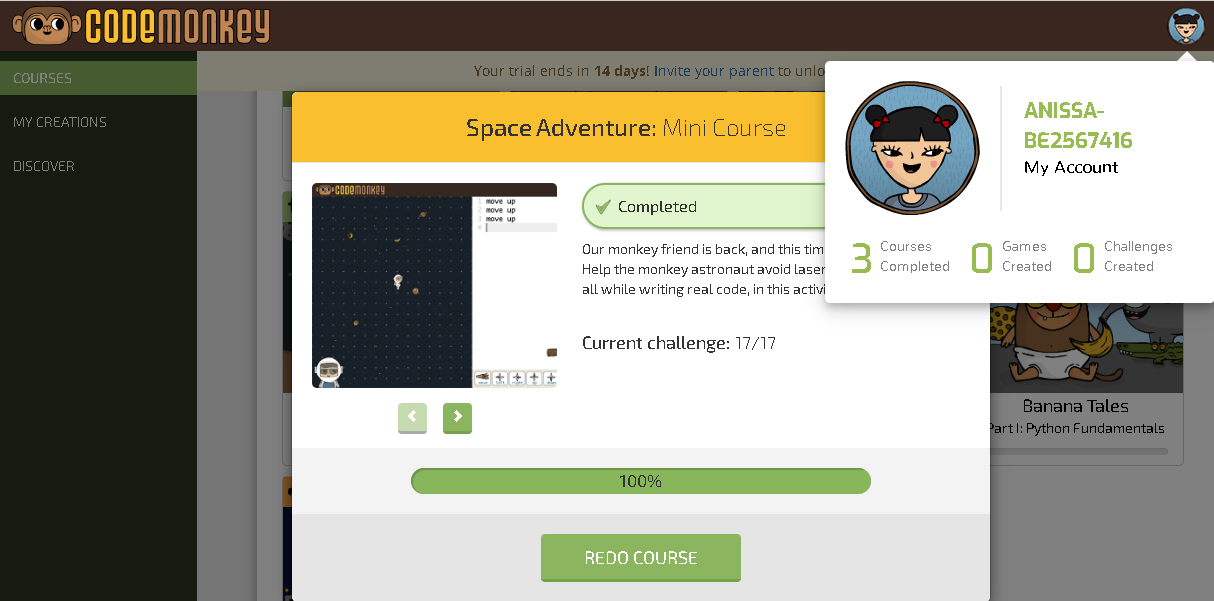 CODEMONKEY
COURSES
MY CREATIONS
DISCOVER
Your trial ends in 14 days! Invite your parent to unlo
Space Adventure: Mini Course
CODEMONKEY
1 move up
2 move up
3 move up
4
Completed
Our monkey friend is back, and this tim
Help the monkey astronaut avoid laser
all while writing real code, in this activi
Current challenge: 17/17
100%
REDO COURSE
ANISSA-
BE2567416
My Account
3 Courses Completed
0 Games Created
0 Challenges Created
Banana Tales
Part I: Python Fundamentals